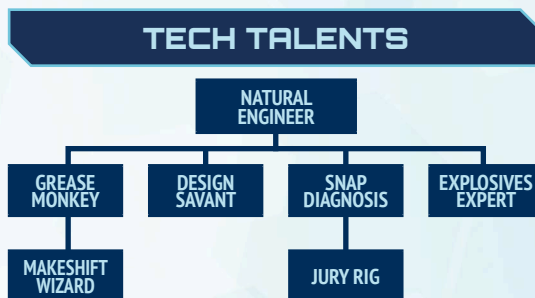 TECH TALENTS
NATURAL
ENGINEER
GREASE
MONKEY
DESIGN
SAVANT
SNAP
DIAGNOSIS
EXPLOSIVES
EXPERT
MAKESHIFT
WIZARD
JURY RIG